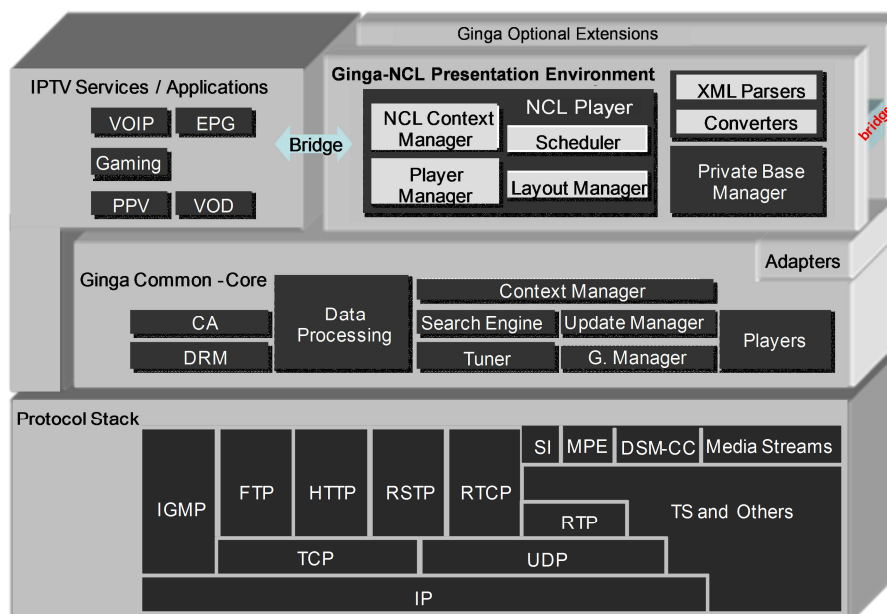 Ginga Optional Extensions
IPTV Services / Applications
VOIP
EPG
Gaming
PPV
VOD
Bridge
Ginga-NCL Presentation Environment
NCL Context
Manager
NCL Player
Scheduler
Player
Manager
Layout Manager
XML Parsers
Converters
Private Base
Manager
bridge
Adapters
Ginga Common -Core
CA
DRM
Data
Processing
Context Manager
Search Engine
Update Manager
Tuner
G. Manager
Players
Protocol Stack
IGMP
FTP
HTTP
RSTP
RTCP
SI
MPE
DSM-CC
Media Streams
RTP
TS and Others
TCP
UDP
IP